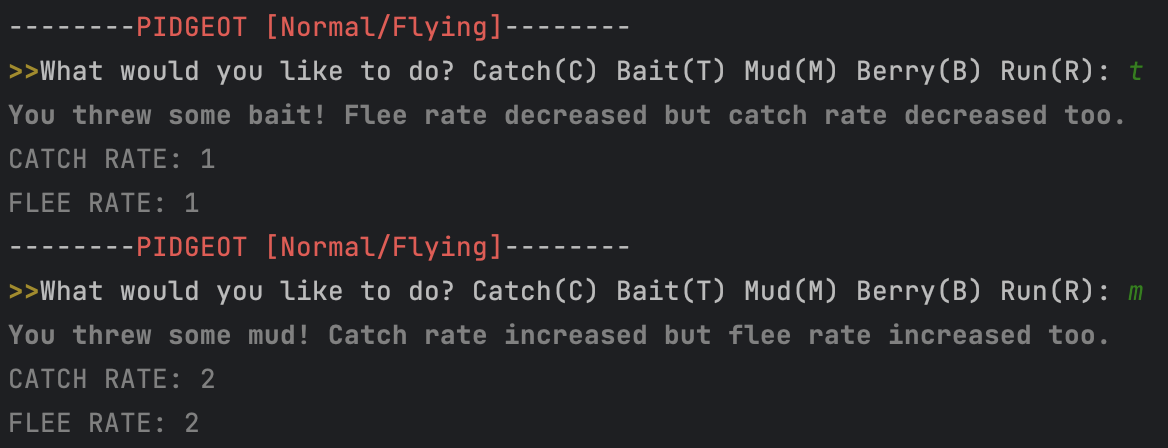 --------PIDGEOT [Normal/Flying]--------
>>What would you like to do? Catch(C) Bait(T) Mud(M) Berry(B) Run(R): t
You threw some bait! Flee rate decreased but catch rate decreased too.
CATCH RATE: 1
FLEE RATE: 1
--------PIDGEOT [Normal/Flying]--------
>>What would you like to do? Catch(C) Bait(T) Mud(M) Berry(B) Run(R): m
You threw some mud! Catch rate increased but flee rate increased too.
CATCH RATE: 2
FLEE RATE: 2